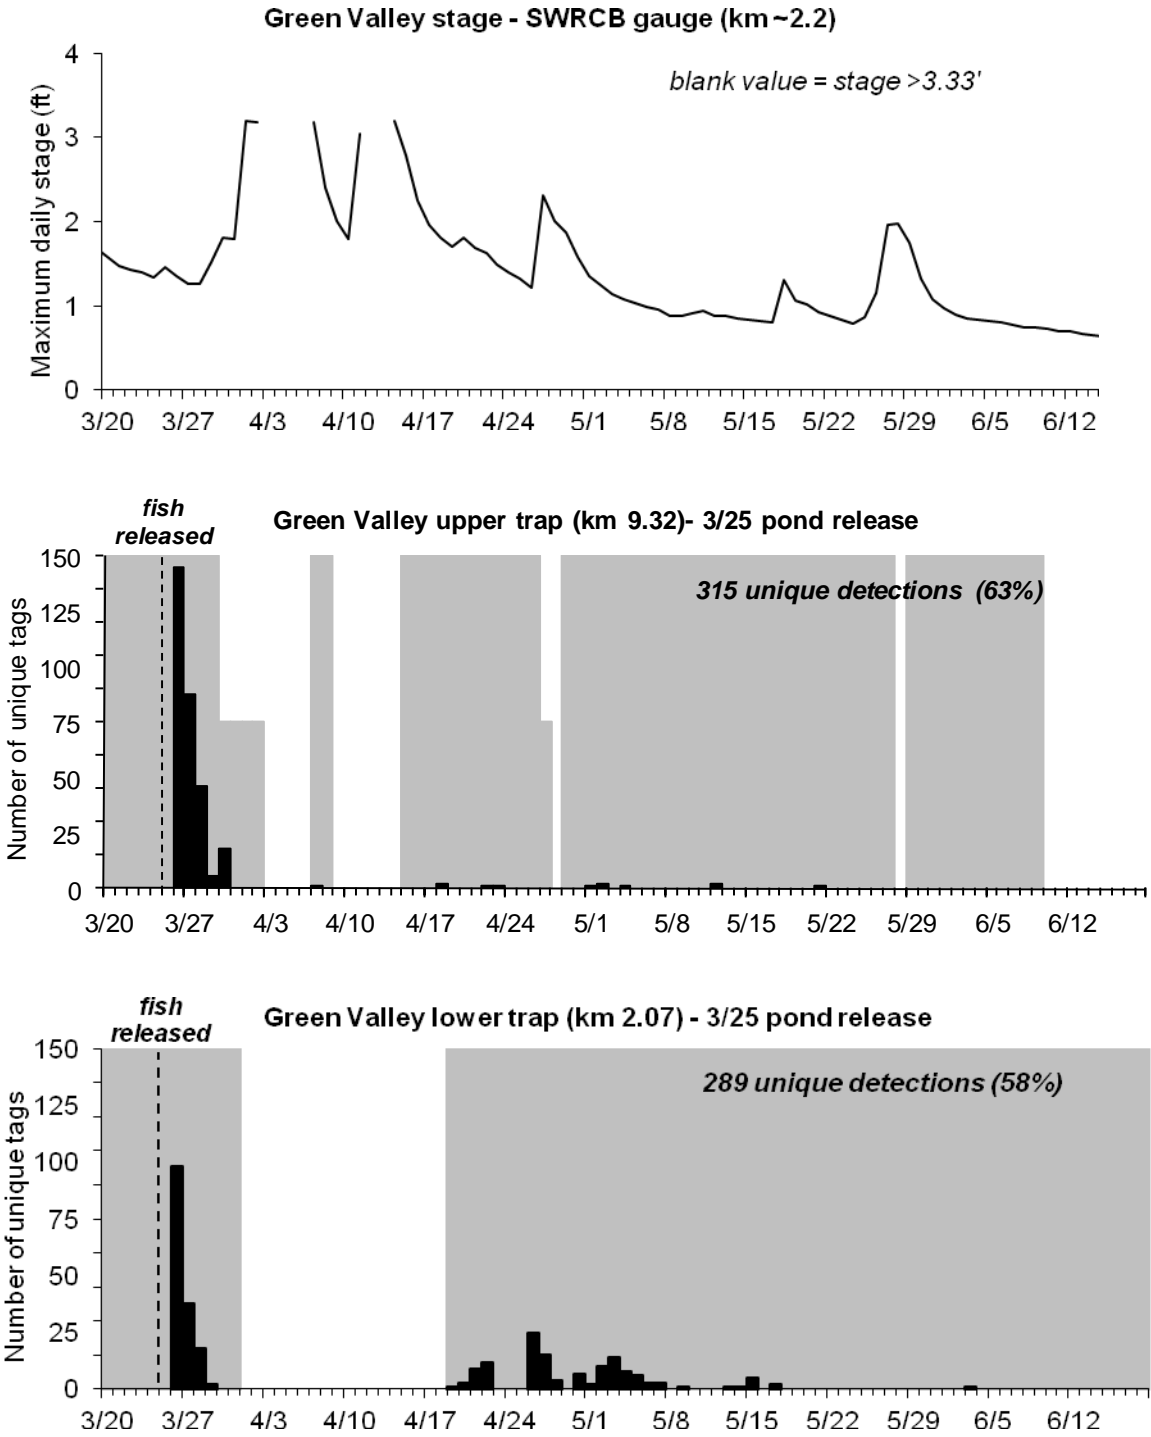 Green Valley stage - SWRCB gauge (km ~2.2)
blank value = stage >3.33'
Maximum daily stage (ft)
4
3
2
1
0
3/20 3/27 4/3 4/10 4/17 4/24 5/1 5/8 5/15 5/22 5/29 6/5 6/12
fish
released
Green Valley upper trap (km 9.32)- 3/25 pond release
315 unique detections (63%)
Number of unique tags
150
125
100
75
50
25
0
3/20 3/27 4/3 4/10 4/17 4/24 5/1 5/8 5/15 5/22 5/29 6/5 6/12
fish
released
Green Valley lower trap (km 2.07) - 3/25 pond release
289 unique detections (58%)
Number of unique tags
150
125
100
75
50
25
0
3/20 3/27 4/3 4/10 4/17 4/24 5/1 5/8 5/15 5/22 5/29 6/5 6/12